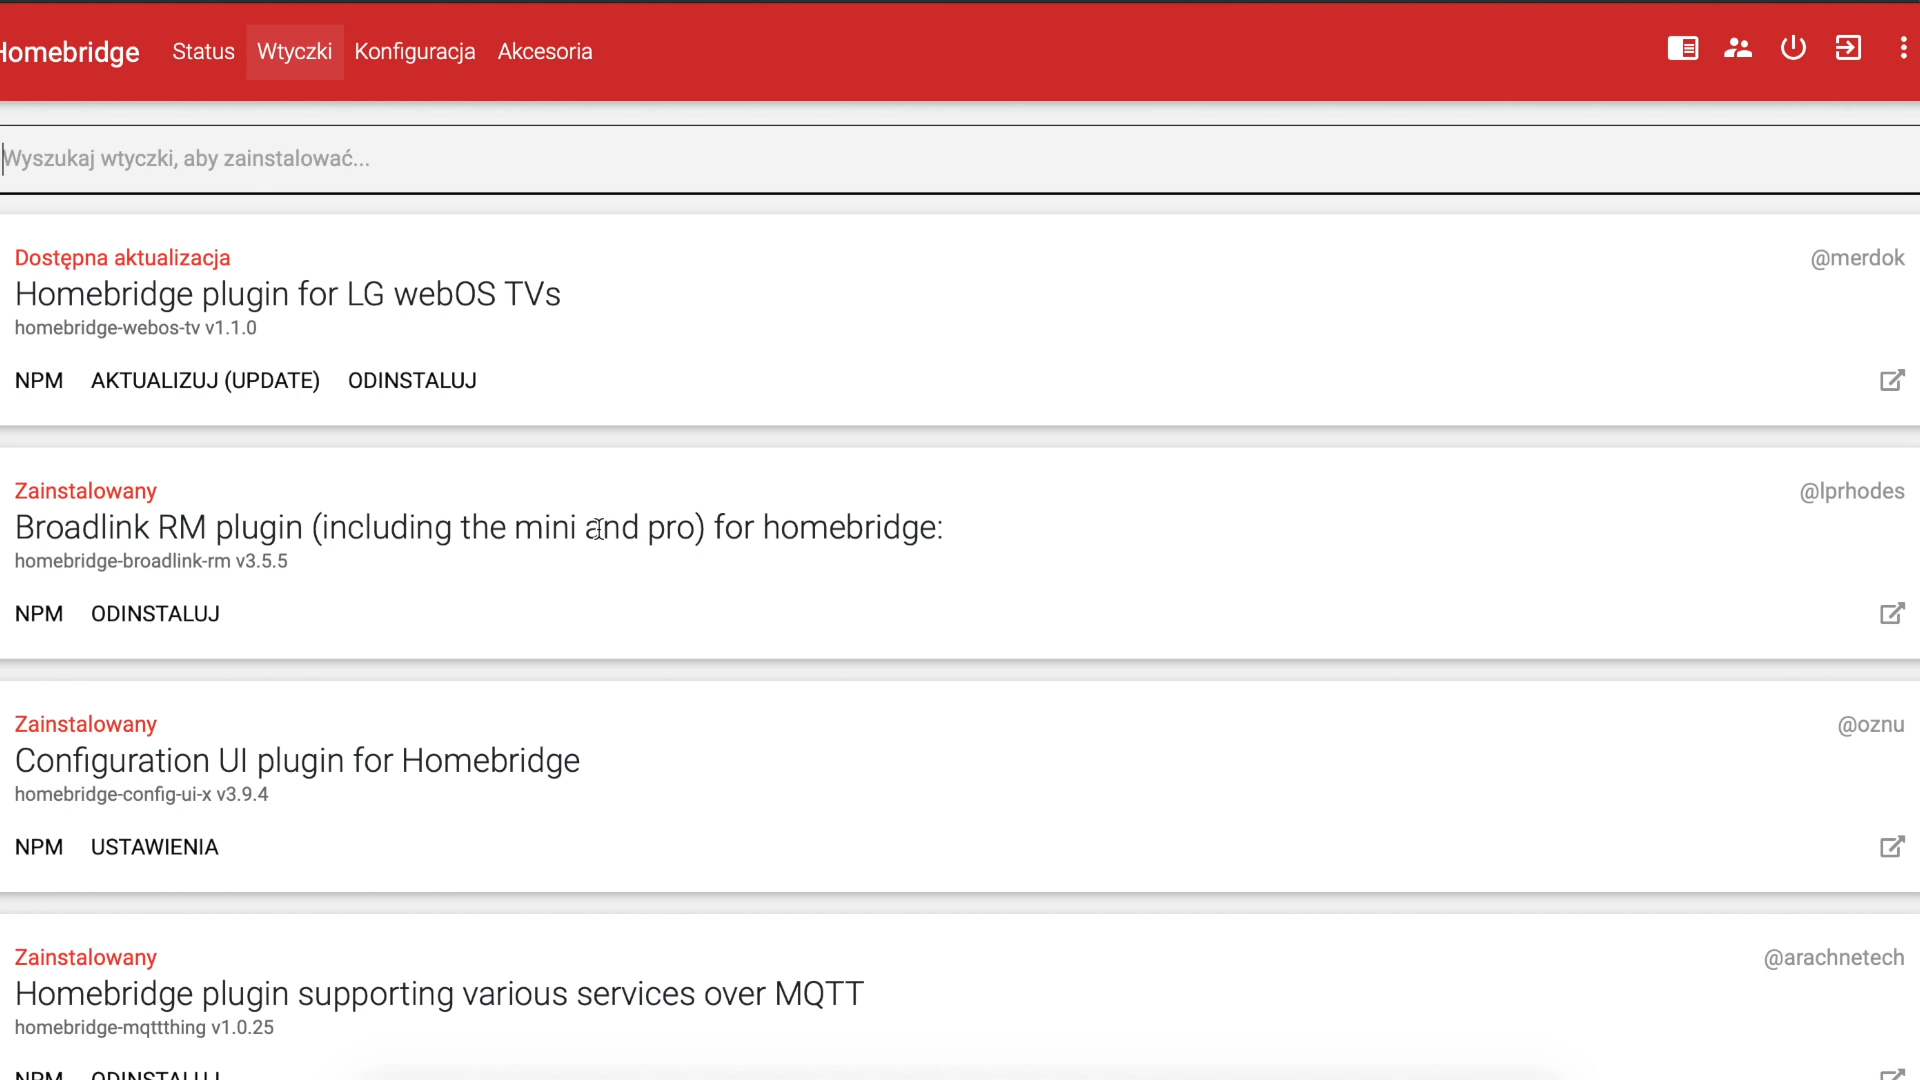 Homebridge Status Wtyczki Konfiguracja Akcesoria
Wyszukaj wtyczki, aby zainstalować...
Dostępna aktualizacja @merdok
Homebridge plugin for LG webOS TVs
homebridge-webos-tv v1.1.0
NPM AKTUALIZUJ (UPDATE) ODINSTALUJ
Zainstalowany @lprhodes
Broadlink RM plugin (including the mini and pro) for homebridge:
homebridge-broadlink-rm v3.5.5
NPM ODINSTALUJ
Zainstalowany @oznu
Configuration UI plugin for Homebridge
homebridge-config-ui-x v3.9.4
NPM USTAWIENIA
Zainstalowany @arachnetech
Homebridge plugin supporting various services over MQTT
homebridge-mqttthing v1.0.25
NPM ODINSTALUJ